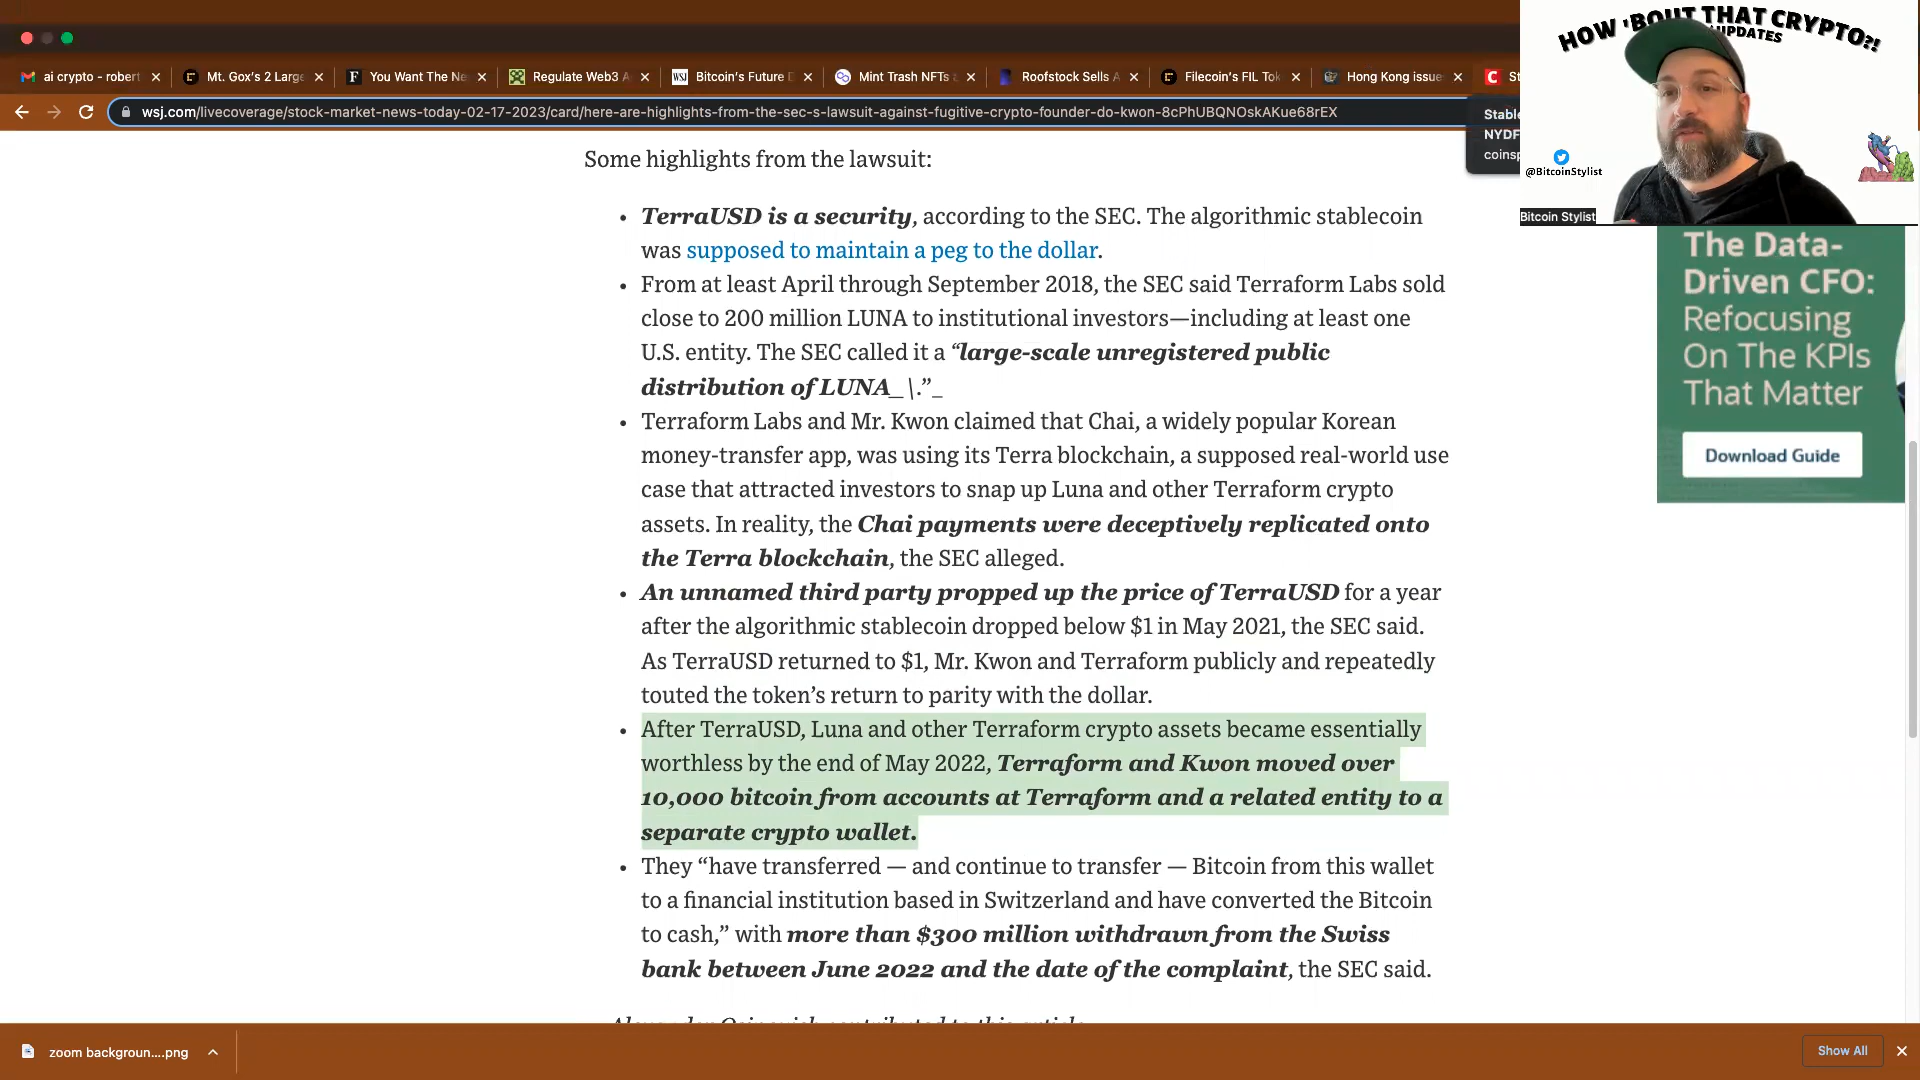 HOW 'BOUT THAT CRYPTO?!
UPDATES
ai crypto - robert
Mt. Gox's 2 Large
You Want The Ne
Regulate Web3 A
Bitcoin's Future D
Mint Trash NFTs a
Roofstock Sells A
Filecoin's FIL Tok
Hong Kong issue
St
wsj.com/livecoverage/stock-market-news-today-02-17-2023/card/here-are-highlights-from-the-sec-s-lawsuit-against-fugitive-crypto-founder-do-kwon-8cPhUBQNOskAKue68rEX
Stable
NYDF
coinsp
@BitcoinStylist
Bitcoin Stylist
Some highlights from the lawsuit:
• TerraUSD is a security, according to the SEC. The algorithmic stablecoin
was supposed to maintain a peg to the dollar.
• From at least April through September 2018, the SEC said Terraform Labs sold
close to 200 million LUNA to institutional investors—including at least one
U.S. entity. The SEC called it a “large-scale unregistered public
distribution of LUNA_\.”_
• Terraform Labs and Mr. Kwon claimed that Chai, a widely popular Korean
money-transfer app, was using its Terra blockchain, a supposed real-world use
case that attracted investors to snap up Luna and other Terraform crypto
assets. In reality, the Chai payments were deceptively replicated onto
the Terra blockchain, the SEC alleged.
• An unnamed third party propped up the price of TerraUSD for a year
after the algorithmic stablecoin dropped below $1 in May 2021, the SEC said.
As TerraUSD returned to $1, Mr. Kwon and Terraform publicly and repeatedly
touted the token’s return to parity with the dollar.
• After TerraUSD, Luna and other Terraform crypto assets became essentially
worthless by the end of May 2022, Terraform and Kwon moved over
10,000 bitcoin from accounts at Terraform and a related entity to a
separate crypto wallet.
• They “have transferred — and continue to transfer — Bitcoin from this wallet
to a financial institution based in Switzerland and have converted the Bitcoin
to cash,” with more than $300 million withdrawn from the Swiss
bank between June 2022 and the date of the complaint, the SEC said.
The Data-
Driven CFO:
Refocusing
On The KPIs
That Matter
Download Guide
zoom backgroun....png
Show All